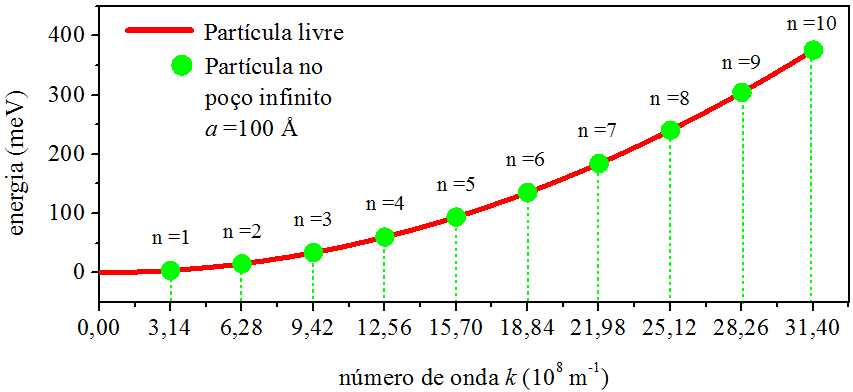 energia (meV)
400
300
200
100
0
Partícula livre
Partícula no
poço infinito
a =100 Å
n =1
n =2
n =3
n =4
n =5
n =6
n =7
n =8
n =9
n =10
0,00 3,14 6,28 9,42 12,56 15,70 18,84 21,98 25,12 28,26 31,40
número de onda k (10⁸ m⁻¹)